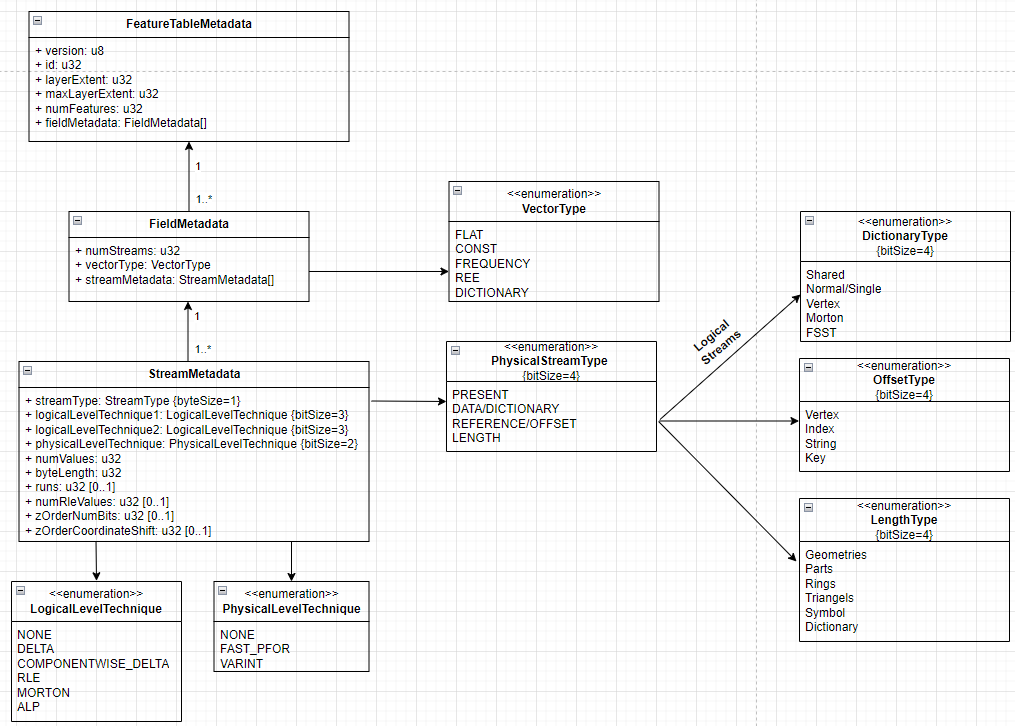 FeatureTableMetadata
+ version: u8
+ id: u32
+ layerExtent: u32
+ maxLayerExtent: u32
+ numFeatures: u32
+ fieldMetadata: FieldMetadata[]
1
1..*
FieldMetadata
+ numStreams: u32
+ vectorType: VectorType
+ streamMetadata: StreamMetadata[]
1
1..*
StreamMetadata
+ streamType: StreamType {byteSize=1}
+ logicalLevelTechnique1: LogicalLevelTechnique {bitSize=3}
+ logicalLevelTechnique2: LogicalLevelTechnique {bitSize=3}
+ physicalLevelTechnique: PhysicalLevelTechnique {bitSize=2}
+ numValues: u32
+ byteLength: u32
+ runs: u32 [0..1]
+ numRleValues: u32 [0..1]
+ zOrderNumBits: u32 [0..1]
+ zOrderCoordinateShift: u32 [0..1]
<<enumeration>>
LogicalLevelTechnique
NONE
DELTA
COMPONENTWISE_DELTA
RLE
MORTON
ALP
<<enumeration>>
PhysicalLevelTechnique
NONE
FAST_PFOR
VARINT
<<enumeration>>
VectorType
FLAT
CONST
FREQUENCY
REE
DICTIONARY
<<enumeration>>
PhysicalStreamType
{bitSize=4}
PRESENT
DATA/DICTIONARY
REFERENCE/OFFSET
LENGTH
Logical
Streams
<<enumeration>>
DictionaryType
{bitSize=4}
Shared
Normal/Single
Vertex
Morton
FSST
<<enumeration>>
OffsetType
{bitSize=4}
Vertex
Index
String
Key
<<enumeration>>
LengthType
{bitSize=4}
Geometries
Parts
Rings
Triangels
Symbol
Dictionary